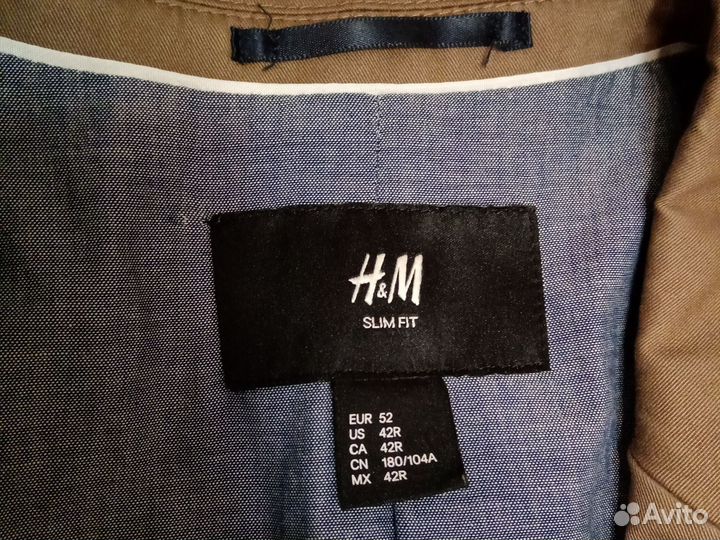 H&M
SLIM FIT
EUR 52
US 42R
CA 42R
CN 180/104A
MX 42R
Avito